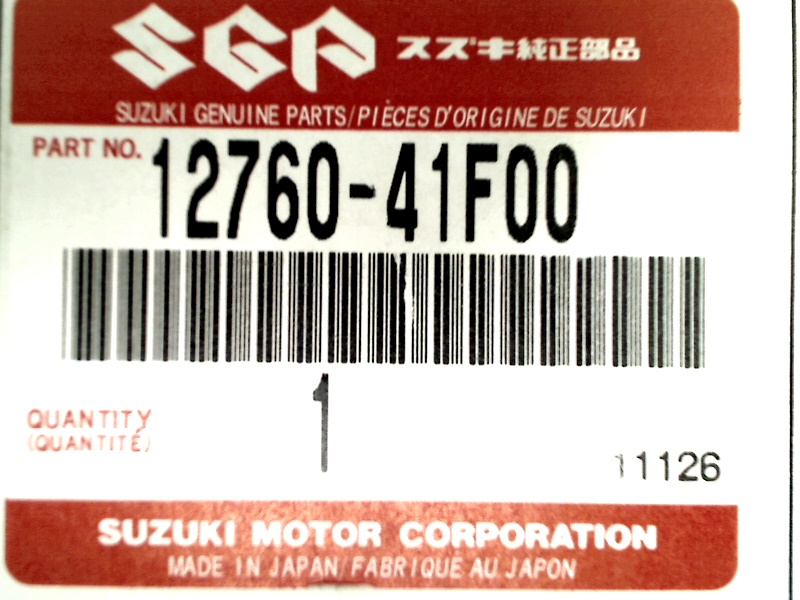 SGP スズキ純正部品
SUZUKI GENUINE PARTS/PIÈCES D'ORIGINE DE SUZUKI
PART NO. 12760-41F00
1
QUANTITY
(QUANTITÉ)
11126
SUZUKI MOTOR CORPORATION
MADE IN JAPAN/FABRIQUÉ AU JAPON